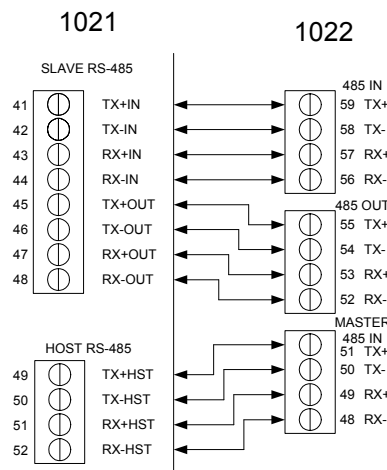 1021
1022
SLAVE RS-485
41 TX+IN
42 TX-IN
43 RX+IN
44 RX-IN
45 TX+OUT
46 TX-OUT
47 RX+OUT
48 RX-OUT
HOST RS-485
49 TX+HST
50 TX-HST
51 RX+HST
52 RX-HST
485 IN
59 TX+
58 TX-
57 RX+
56 RX-
485 OUT
55 TX+
54 TX-
53 RX+
52 RX-
MASTER
485 IN
51 TX+
50 TX-
49 RX+
48 RX-